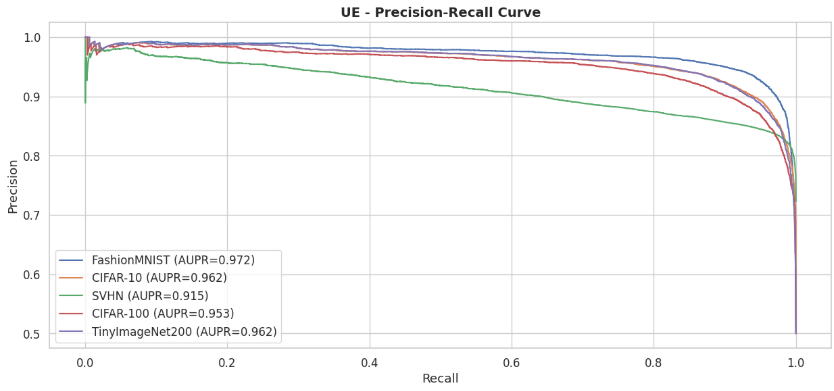 UE - Precision-Recall Curve
Precision
1.0
0.9
0.8
0.7
0.6
0.5
FashionMNIST (AUPR=0.972)
CIFAR-10 (AUPR=0.962)
SVHN (AUPR=0.915)
CIFAR-100 (AUPR=0.953)
TinyImageNet200 (AUPR=0.962)
0.0 0.2 0.4 0.6 0.8 1.0
Recall